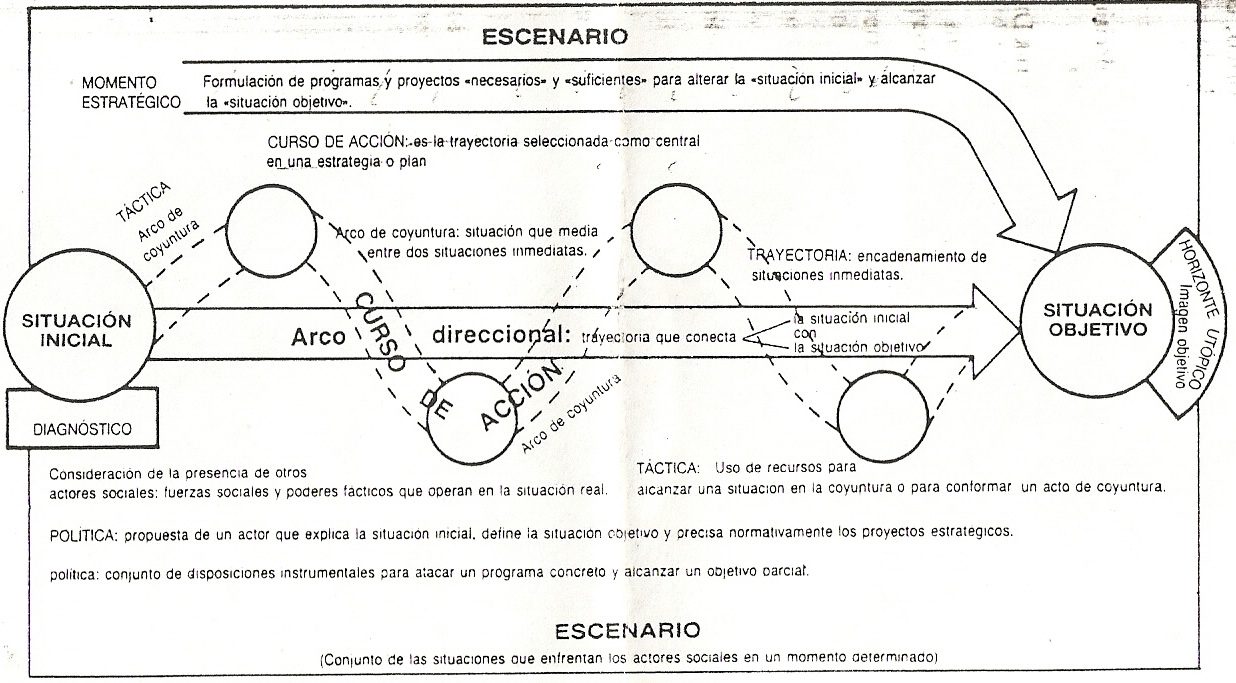 ESCENARIO
MOMENTO
ESTRATÉGICO
Formulación de programas y proyectos «necesarios» y «suficientes» para alterar la «situación inicial» y alcanzar
la «situación objetivo».
CURSO DE ACCIÓN: es la trayectoria seleccionada como central
en una estrategia o plan
TÁCTICA
Arco de
coyuntura
Arco de coyuntura: situación que media
entre dos situaciones inmediatas.
TRAYECTORIA: encadenamiento de
situaciones inmediatas.
SITUACIÓN
INICIAL
CURSO DE ACCIÓN
Arco direccional: trayectoria que conecta
la situación inicial
con
la situación objetivo
SITUACIÓN
OBJETIVO
HORIZONTE UTÓPICO
Imagen objetivo
Arco de coyuntura
DIAGNÓSTICO
Consideración de la presencia de otros
actores sociales: fuerzas sociales y poderes fácticos que operan en la situación real.
TÁCTICA: Uso de recursos para
alcanzar una situación en la coyuntura o para conformar un acto de coyuntura.
POLÍTICA: propuesta de un actor que explica la situación inicial, define la situación objetivo y precisa normativamente los proyectos estratégicos.
política: conjunto de disposiciones instrumentales para atacar un programa concreto y alcanzar un objetivo parcial.
ESCENARIO
(Conjunto de las situaciones que enfrentan los actores sociales en un momento determinado)